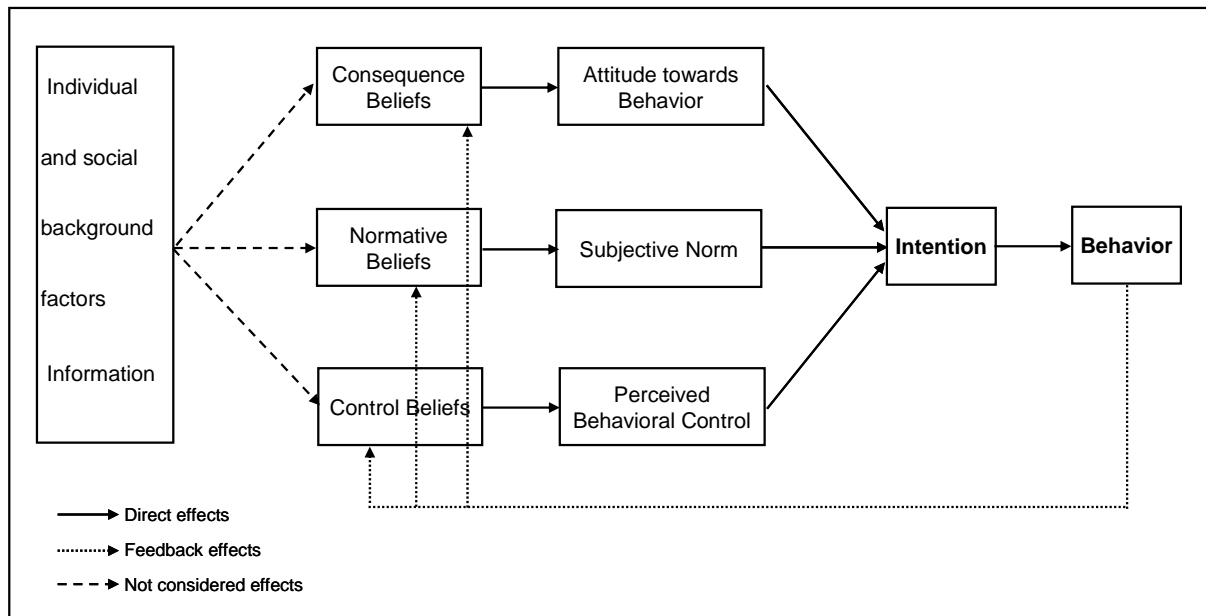 Individual
and social
background
factors
Information
Consequence
Beliefs
Attitude towards
Behavior
Normative
Beliefs
Subjective Norm
Intention
Behavior
Control Beliefs
Perceived
Behavioral Control
Direct effects
Feedback effects
Not considered effects